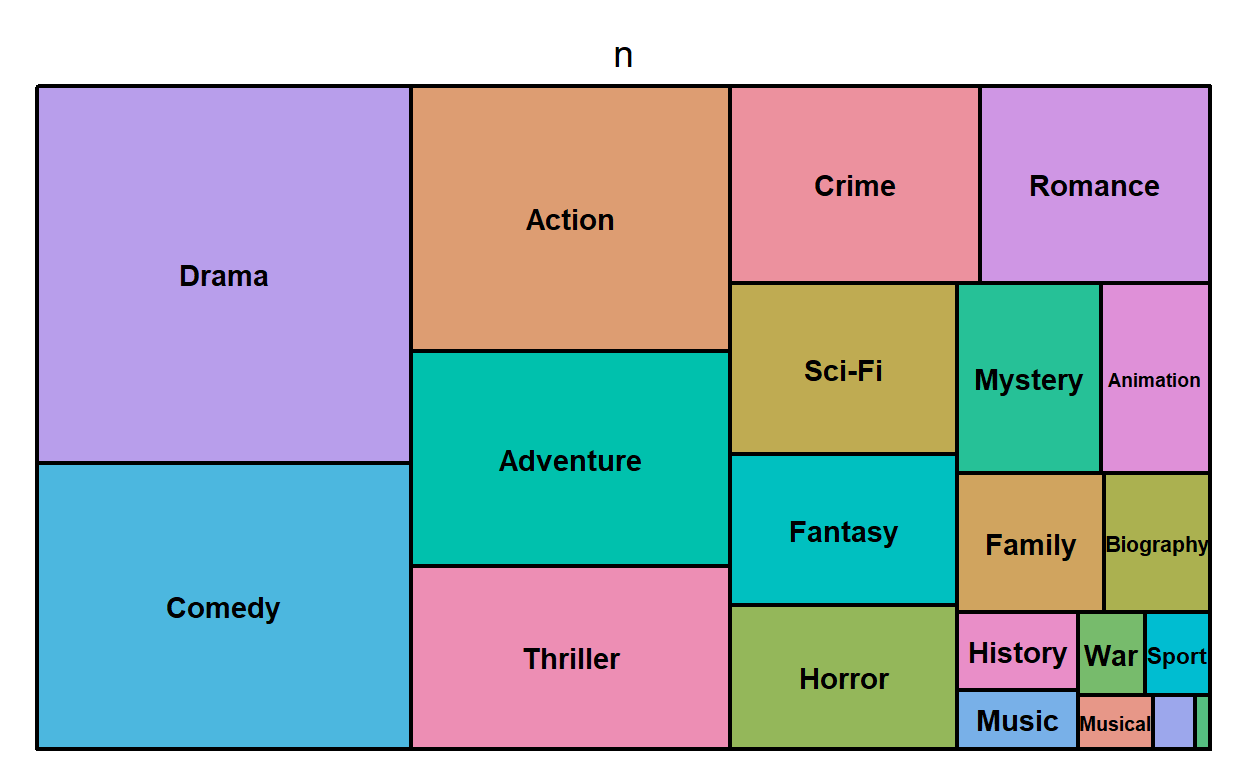 n
Drama
Comedy
Action
Adventure
Thriller
Crime
Romance
Sci-Fi
Fantasy
Horror
Mystery
Animation
Family
Biography
History
War
Sport
Music
Musical